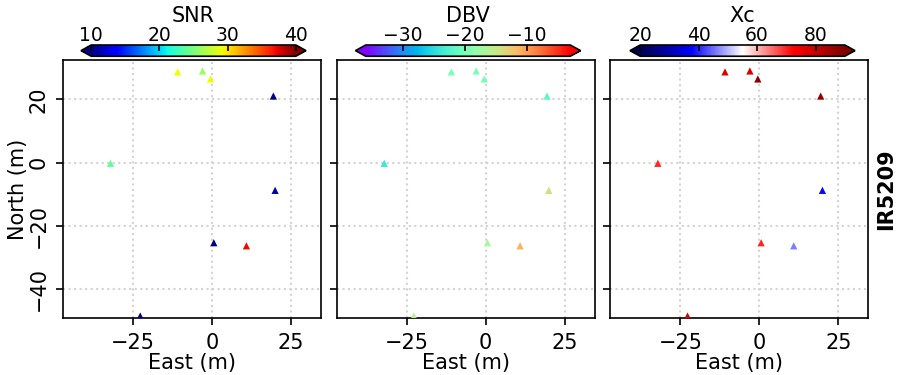 SNR DBV Xc
10 20 30 40 −30 −20 −10 20 40 60 80
20
0
−20
−40
North (m)
IR5209
−25 0 25 −25 0 25 −25 0 25
East (m) East (m) East (m)